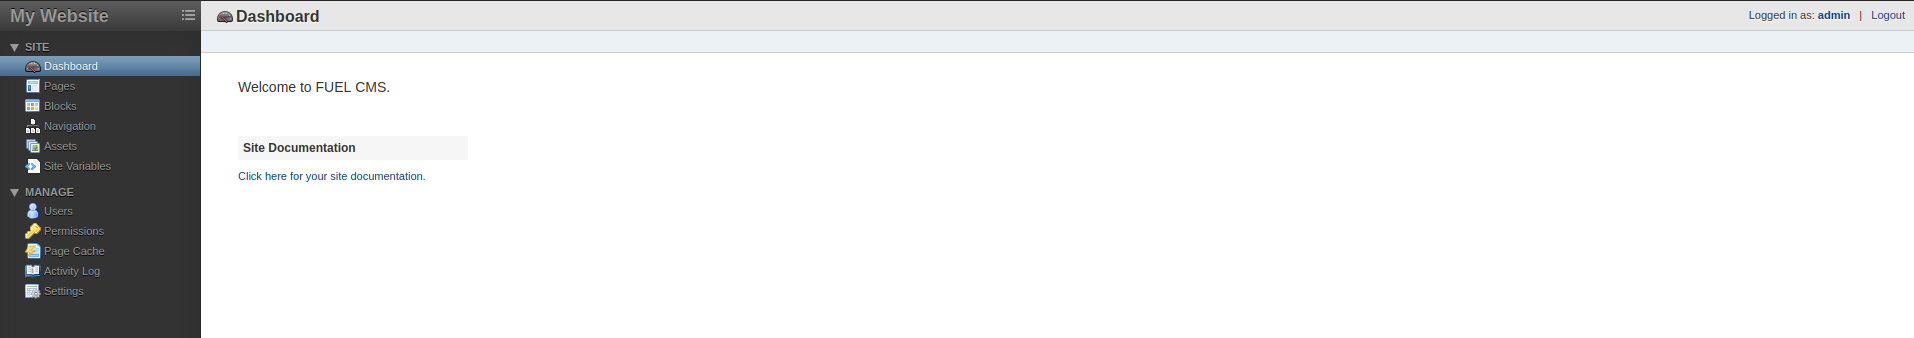 My Website
Dashboard
Logged in as: admin | Logout
SITE
Dashboard
Pages
Blocks
Navigation
Assets
Site Variables
MANAGE
Users
Permissions
Page Cache
Activity Log
Settings
Welcome to FUEL CMS.
Site Documentation
Click here for your site documentation.